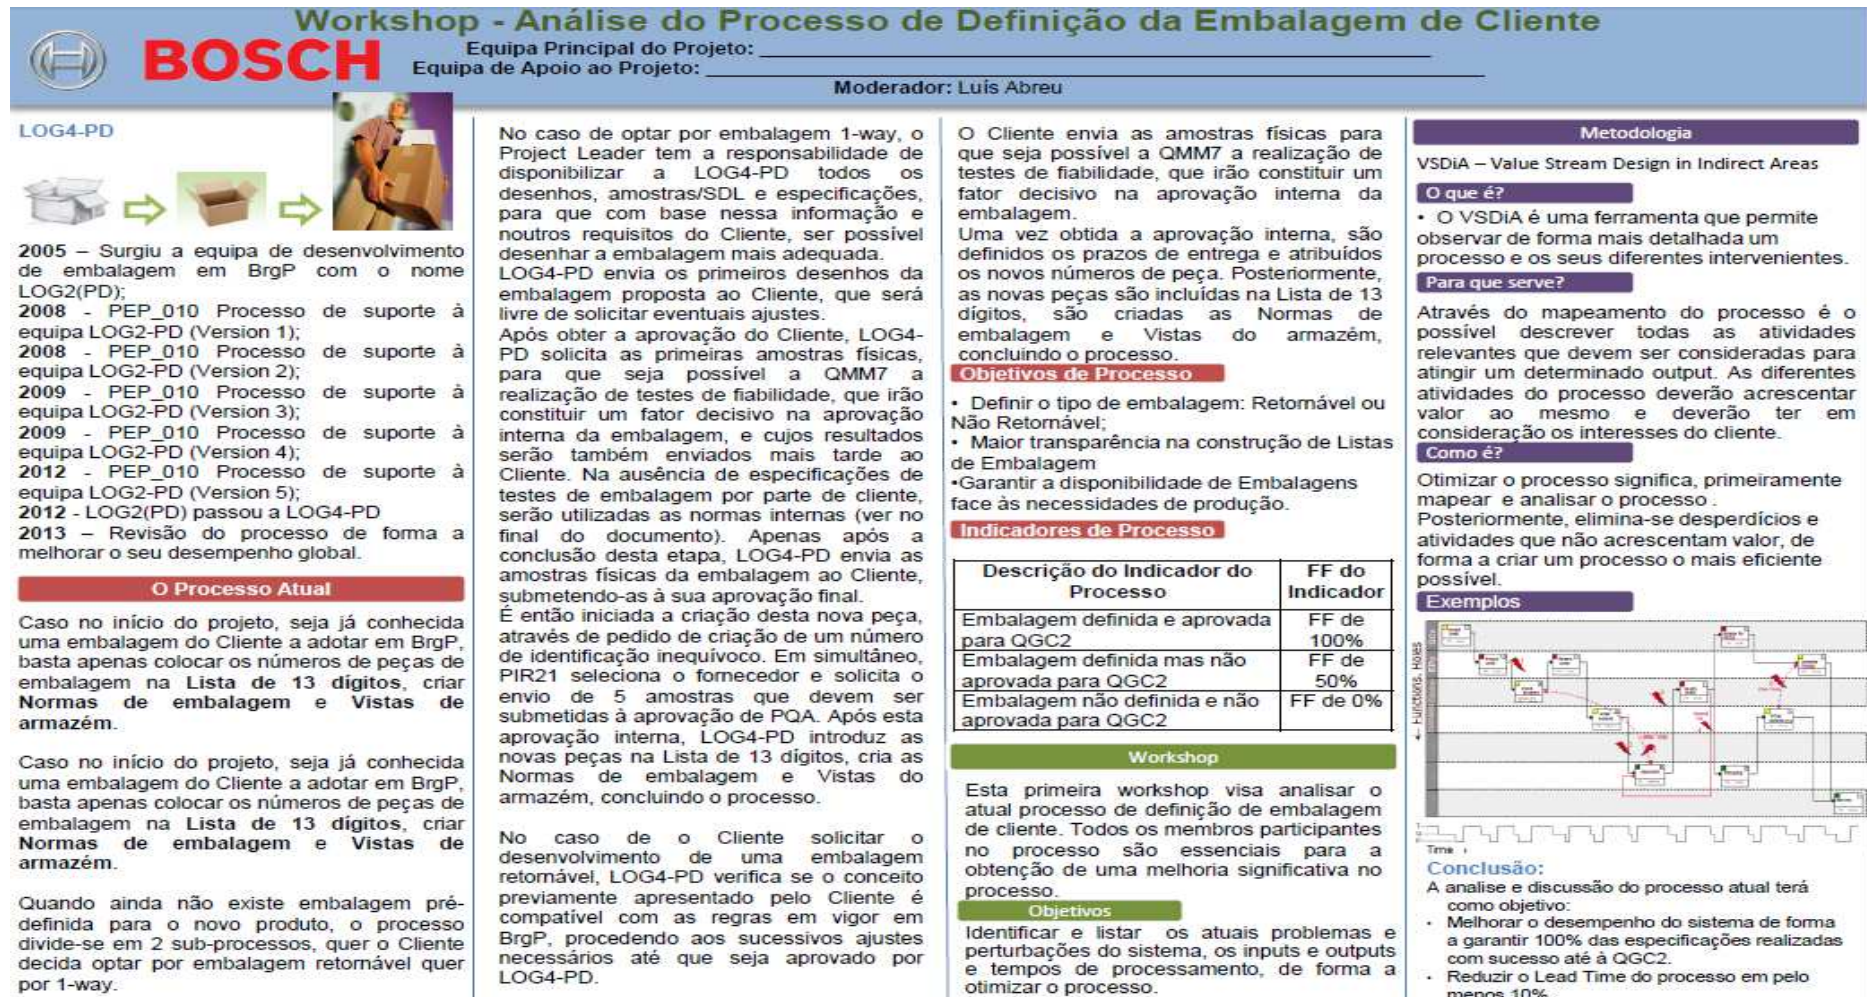 Workshop - Análise do Processo de Definição da Embalagem de Cliente
BOSCH
Equipa Principal do Projeto:
Equipa de Apoio ao Projeto:
Moderador: Luís Abreu
LOG4-PD
2005 – Surgiu a equipa de desenvolvimento
de embalagem em BrgP com o nome
LOG2(PD);
2008 - PEP_010 Processo de suporte à
equipa LOG2-PD (Version 1);
2008 - PEP_010 Processo de suporte à
equipa LOG2-PD (Version 2);
2009 - PEP_010 Processo de suporte à
equipa LOG2-PD (Version 3);
2009 - PEP_010 Processo de suporte à
equipa LOG2-PD (Version 4);
2012 - PEP_010 Processo de suporte à
equipa LOG2-PD (Version 5);
2012 - LOG2(PD) passou a LOG4-PD
2013 – Revisão do processo de forma a
melhorar o seu desempenho global.
O Processo Atual
Caso no início do projeto, seja já conhecida
uma embalagem do Cliente a adotar em BrgP,
basta apenas colocar os números de peças de
embalagem na Lista de 13 dígitos, criar
Normas de embalagem e Vistas de
armazém.
Caso no início do projeto, seja já conhecida
uma embalagem do Cliente a adotar em BrgP,
basta apenas colocar os números de peças de
embalagem na Lista de 13 dígitos, criar
Normas de embalagem e Vistas de
armazém.
Quando ainda não existe embalagem pré-
definida para o novo produto, o processo
divide-se em 2 sub-processos, quer o Cliente
decida optar por embalagem retornável quer
por 1-way.
No caso de optar por embalagem 1-way, o
Project Leader tem a responsabilidade de
disponibilizar a LOG4-PD todos os
desenhos, amostras/SDL e especificações,
para que com base nessa informação e
noutros requisitos do Cliente, ser possível
desenhar a embalagem mais adequada.
LOG4-PD envia os primeiros desenhos da
embalagem proposta ao Cliente, que será
livre de solicitar eventuais ajustes.
Após obter a aprovação do Cliente, LOG4-
PD solicita as primeiras amostras físicas,
para que seja possível a QMM7 a
realização de testes de fiabilidade, que irão
constituir um fator decisivo na aprovação
interna da embalagem, e cujos resultados
serão também enviados mais tarde ao
Cliente. Na ausência de especificações de
testes de embalagem por parte de cliente,
serão utilizadas as normas internas (ver no
final do documento). Apenas após a
conclusão desta etapa, LOG4-PD envia as
amostras físicas da embalagem ao Cliente,
submetendo-as à sua aprovação final.
É então iniciada a criação desta nova peça,
através de pedido de criação de um número
de identificação inequívoco. Em simultâneo,
PIR21 seleciona o fornecedor e solicita o
envio de 5 amostras que devem ser
submetidas à aprovação de PQA. Após esta
aprovação interna, LOG4-PD introduz as
novas peças na Lista de 13 dígitos, cria as
Normas de embalagem e Vistas do
armazém, concluindo o processo.
No caso de o Cliente solicitar o
desenvolvimento de uma embalagem
retornável, LOG4-PD verifica se o conceito
previamente apresentado pelo Cliente é
compatível com as regras em vigor em
BrgP, procedendo aos sucessivos ajustes
necessários até que seja aprovado por
LOG4-PD.
O Cliente envia as amostras físicas para
que seja possível a QMM7 a realização de
testes de fiabilidade, que irão constituir um
fator decisivo na aprovação interna da
embalagem.
Uma vez obtida a aprovação interna, são
definidos os prazos de entrega e atribuídos
os novos números de peça. Posteriormente,
as novas peças são incluídas na Lista de 13
dígitos, são criadas as Normas de
embalagem e Vistas do armazém,
concluindo o processo.
Objetivos de Processo
• Definir o tipo de embalagem: Retornável ou
Não Retornável;
• Maior transparência na construção de Listas
de Embalagem
•Garantir a disponibilidade de Embalagens
face às necessidades de produção.
Indicadores de Processo
Descrição do Indicador do Processo FF do Indicador
Embalagem definida e aprovada para QGC2 FF de 100%
Embalagem definida mas não aprovada para QGC2 FF de 50%
Embalagem não definida e não aprovada para QGC2 FF de 0%
Workshop
Esta primeira workshop visa analisar o
atual processo de definição de embalagem
de cliente. Todos os membros participantes
no processo são essenciais para a
obtenção de uma melhoria significativa no
processo.
Objetivos
Identificar e listar os atuais problemas e
perturbações do sistema, os inputs e outputs
e tempos de processamento, de forma a
otimizar o processo.
Metodologia
VSDiA – Value Stream Design in Indirect Areas
O que é?
• O VSDiA é uma ferramenta que permite
observar de forma mais detalhada um
processo e os seus diferentes intervenientes.
Para que serve?
Através do mapeamento do processo é o
possível descrever todas as atividades
relevantes que devem ser consideradas para
atingir um determinado output. As diferentes
atividades do processo deverão acrescentar
valor ao mesmo e deverão ter em
consideração os interesses do cliente.
Como é?
Otimizar o processo significa, primeiramente
mapear e analisar o processo .
Posteriormente, elimina-se desperdícios e
atividades que não acrescentam valor, de
forma a criar um processo o mais eficiente
possível.
Exemplos
Functions, Roles
Time
Conclusão:
A analise e discussão do processo atual terá
como objetivo:
• Melhorar o desempenho do sistema de forma
a garantir 100% das especificações realizadas
com sucesso até à QGC2.
• Reduzir o Lead Time do processo em pelo
menos 10%